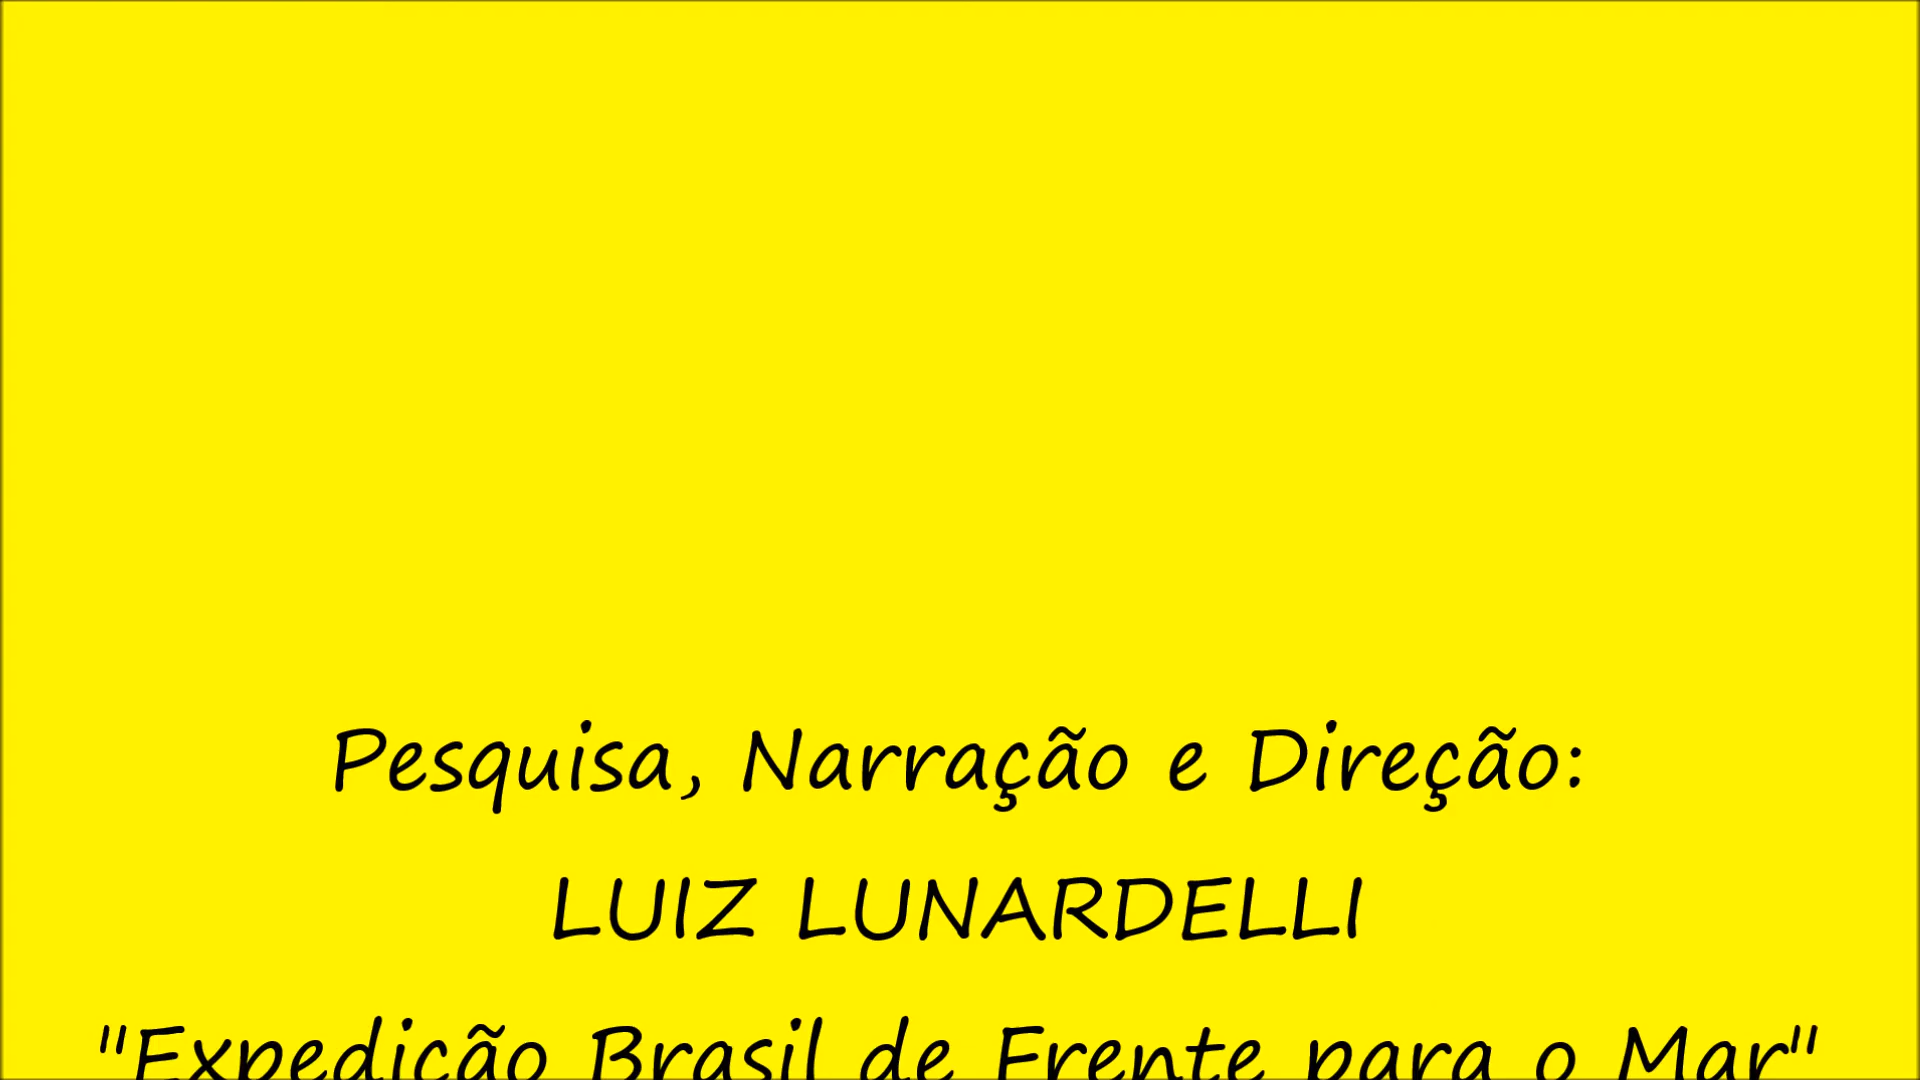 Pesquisa, Narração e Direção:
LUIZ LUNARDELLI
"Expedição Brasil de Frente para o Mar"